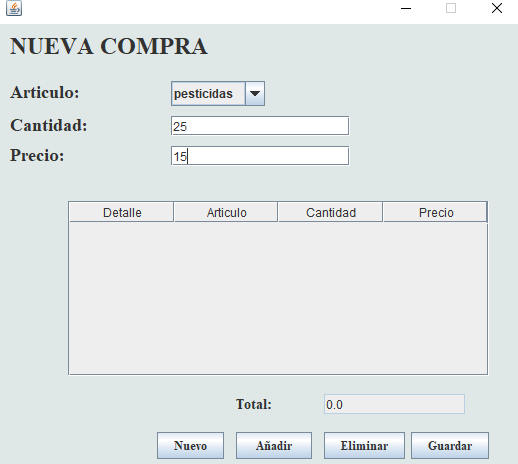 NUEVA COMPRA
Articulo: pesticidas
Cantidad: 25
Precio: 15
Detalle Articulo Cantidad Precio
Total: 0.0
Nuevo Añadir Eliminar Guardar